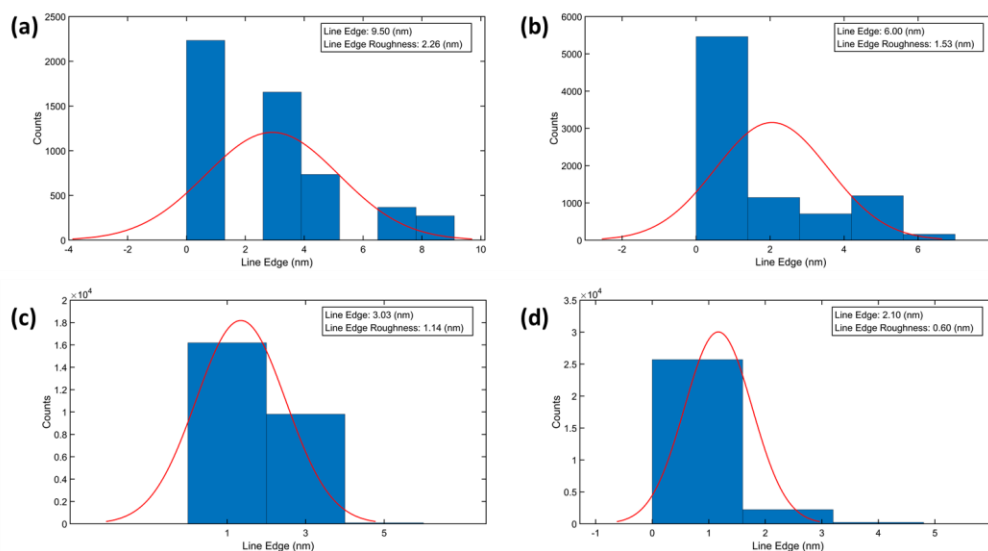 (a)
2500
2000
1500
1000
500
0
Counts
Line Edge: 9.50 (nm)
Line Edge Roughness: 2.26 (nm)
-4 -2 0 2 4 6 8 10
Line Edge (nm)
(b)
6000
5000
4000
3000
2000
1000
0
Counts
Line Edge: 6.00 (nm)
Line Edge Roughness: 1.53 (nm)
-2 0 2 4 6
Line Edge (nm)
(c)
×10⁴
2
1.8
1.6
1.4
1.2
1
0.8
0.6
0.4
0.2
0
Counts
Line Edge: 3.03 (nm)
Line Edge Roughness: 1.14 (nm)
1 3 5
Line Edge (nm)
(d)
×10⁴
3.5
3
2.5
2
1.5
1
0.5
0
Counts
Line Edge: 2.10 (nm)
Line Edge Roughness: 0.60 (nm)
-1 0 1 2 3 4 5
Line Edge (nm)